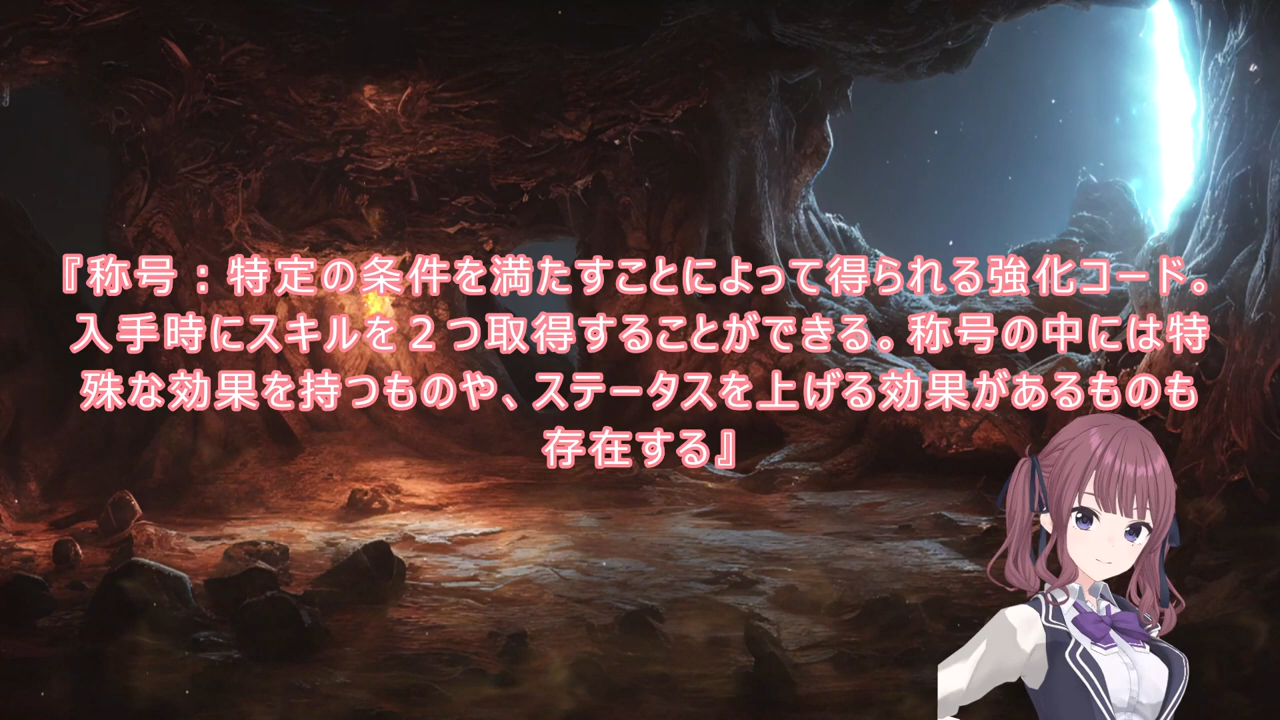 『称号：特定の条件を満たすことによって得られる強化コード。
入手時にスキルを２つ取得することができる。称号の中には特
殊な効果を持つものや、ステータスを上げる効果があるものも
存在する』